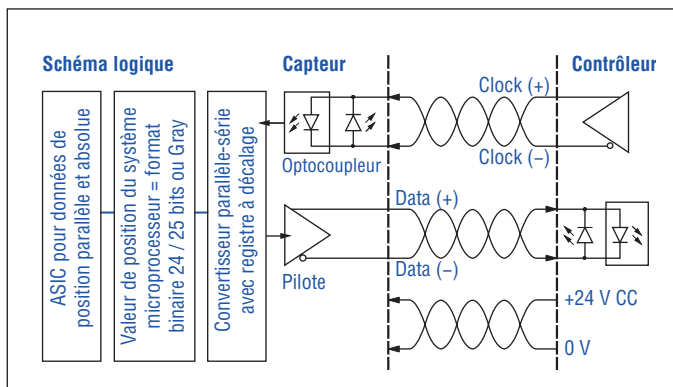 Schéma logique
Capteur
Contrôleur
ASIC pour données de
position parallèle et absolue
Valeur de position du système
microprocesseur = format
binaire 24 / 25 bits ou Gray
Convertisseur parallèle-série
avec registre à décalage
Optocoupleur
Pilote
Clock (+)
Clock (–)
Data (+)
Data (–)
+24 V CC
0 V